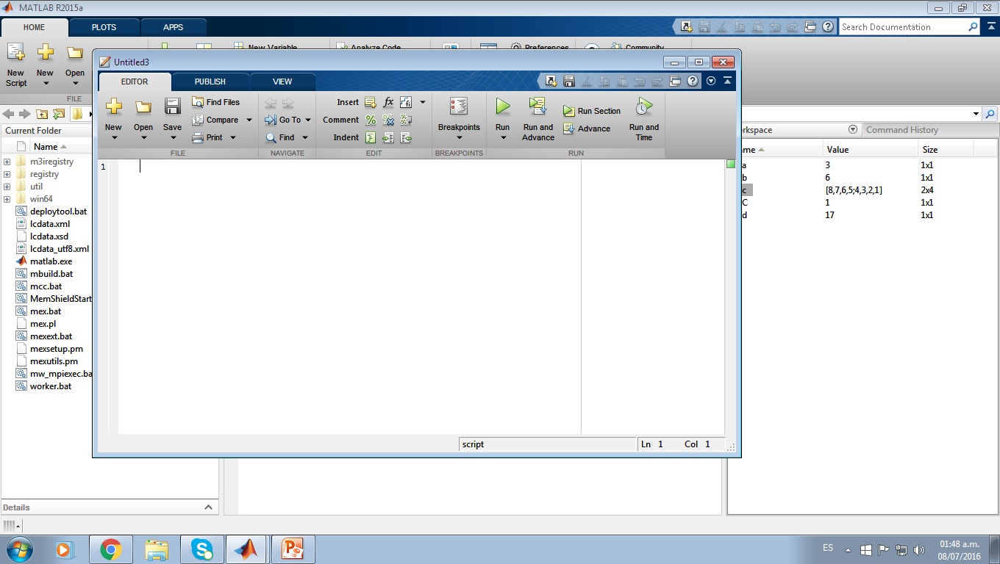 MATLAB R2015a
HOME
PLOTS
APPS
Search Documentation
New Variable
Analyze Code
Preferences
Community
New
Script
New
Open
FILE
Current Folder
Name
m3iregistry
registry
util
win64
deploytool.bat
lcdata.xml
lcdata.xsd
lcdata_utf8.xml
matlab.exe
mbuild.bat
mcc.bat
MemShieldStart
mex.bat
mex.pl
mexext.bat
mexsetup.pm
mexutils.pm
mw_mpiexec.ba
worker.bat
Details
Untitled3
EDITOR
PUBLISH
VIEW
New
Open
Save
Find Files
Compare
Print
FILE
Go To
Find
NAVIGATE
Insert
fx
Comment
Indent
EDIT
Breakpoints
BREAKPOINTS
Run
Run and
Advance
Run Section
Advance
Run and
Time
RUN
1
script
Ln 1 Col 1
rkspace
Command History
me Value Size
a 3 1x1
b 6 1x1
c [8,7,6,5;4,3,2,1] 2x4
C 1 1x1
d 17 1x1
ES
01:48 a.m.
08/07/2016